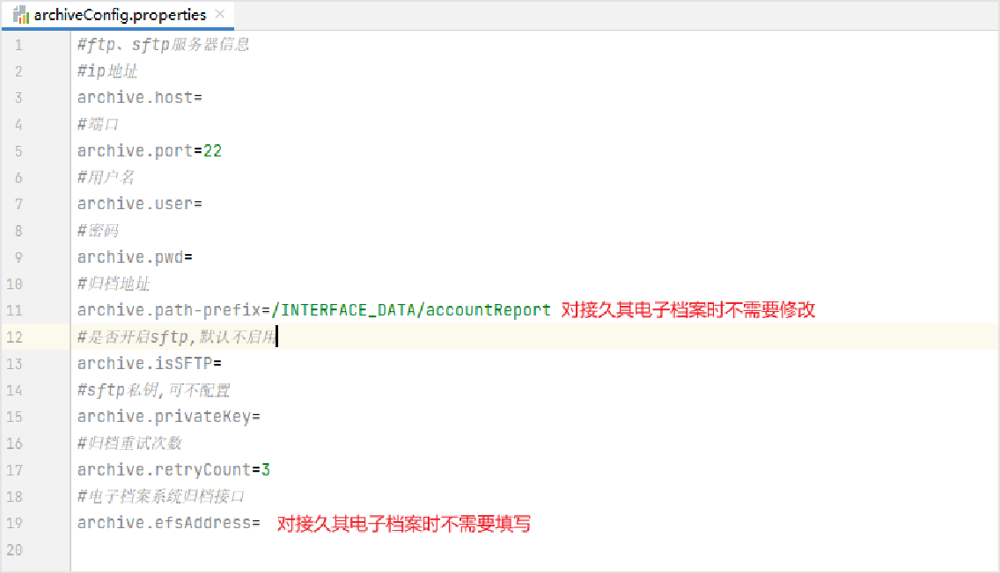 archiveConfig.properties
1 #ftp、sftp服务器信息
2 #ip地址
3 archive.host=
4 #端口
5 archive.port=22
6 #用户名
7 archive.user=
8 #密码
9 archive.pwd=
10 #归档地址
11 archive.path-prefix=/INTERFACE_DATA/accountReport 对接久其电子档案时不需要修改
12 #是否开启sftp,默认不启用
13 archive.isSFTP=
14 #sftp私钥,可不配置
15 archive.privateKey=
16 #归档重试次数
17 archive.retryCount=3
18 #电子档案系统归档接口
19 archive.efsAddress= 对接久其电子档案时不需要填写
20